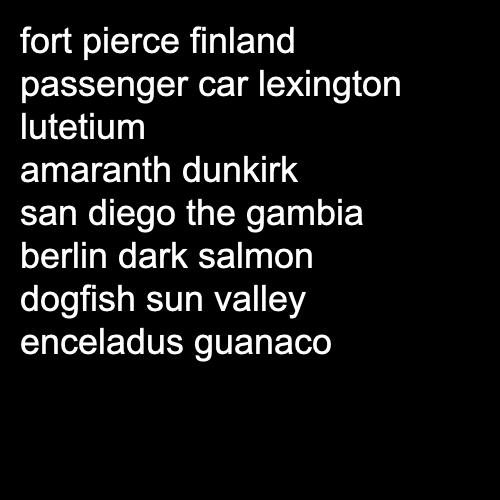 fort pierce finland
passenger car lexington
lutetium
amaranth dunkirk
san diego the gambia
berlin dark salmon
dogfish sun valley
enceladus guanaco